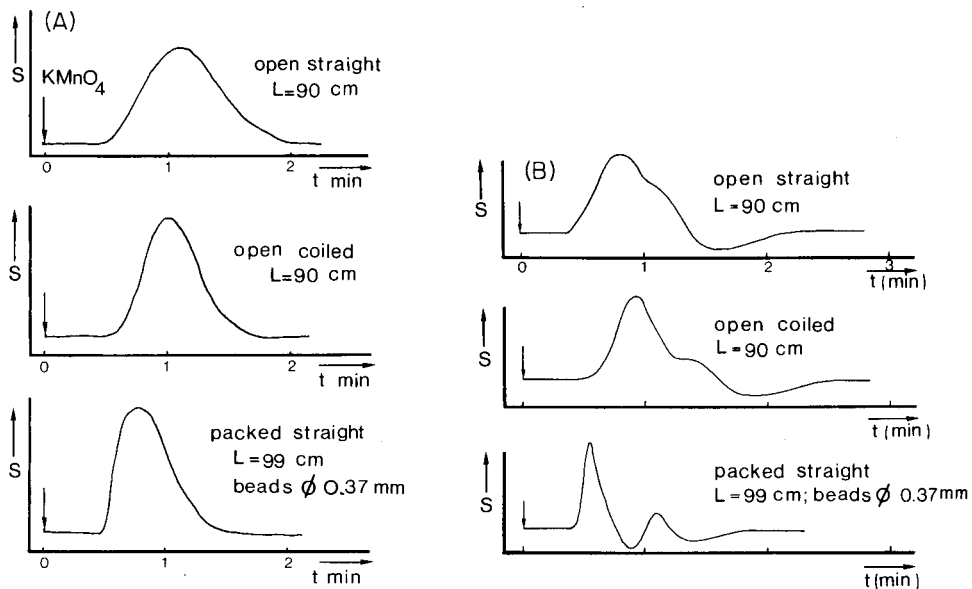 (A)
S
KMnO4
open straight
L=90 cm
0 1 2
t min
S
open coiled
L=90 cm
0 1 2
t min
S
packed straight
L=99 cm
beads ϕ 0.37 mm
0 1 2
t min
(B)
S
open straight
L=90 cm
0 1 2 3
t (min)
S
open coiled
L=90 cm
t (min)
S
packed straight
L=99 cm; beads ϕ 0.37mm
t (min)